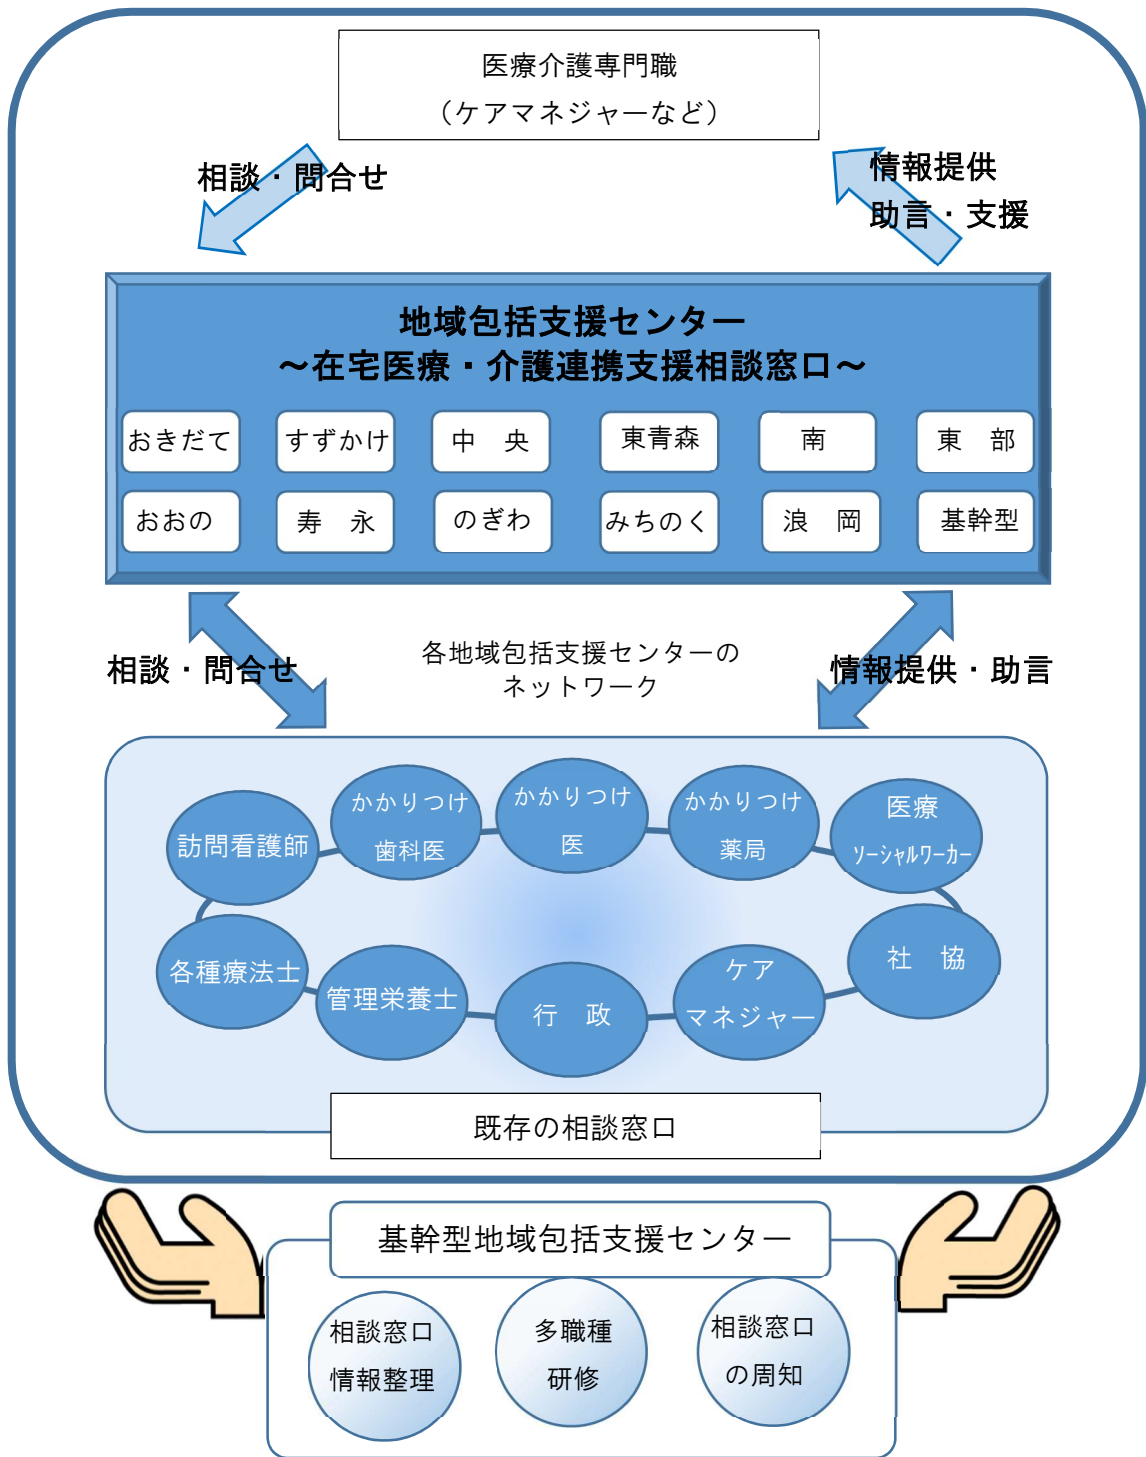 医療介護専門職
（ケアマネジャーなど）
相談・問合せ
情報提供
助言・支援
地域包括支援センター
～在宅医療・介護連携支援相談窓口～
おきだて
すずかけ
中　央
東青森
南
東　部
おおの
寿　永
のぎわ
みちのく
浪　岡
基幹型
相談・問合せ
各地域包括支援センターの
ネットワーク
情報提供・助言
訪問看護師
かかりつけ
歯科医
かかりつけ
医
かかりつけ
薬局
医療
ｿｰｼｬﾙﾜｰｶｰ
各種療法士
管理栄養士
行　政
ケア
マネジャー
社　協
既存の相談窓口
基幹型地域包括支援センター
相談窓口
情報整理
多職種
研修
相談窓口
の周知